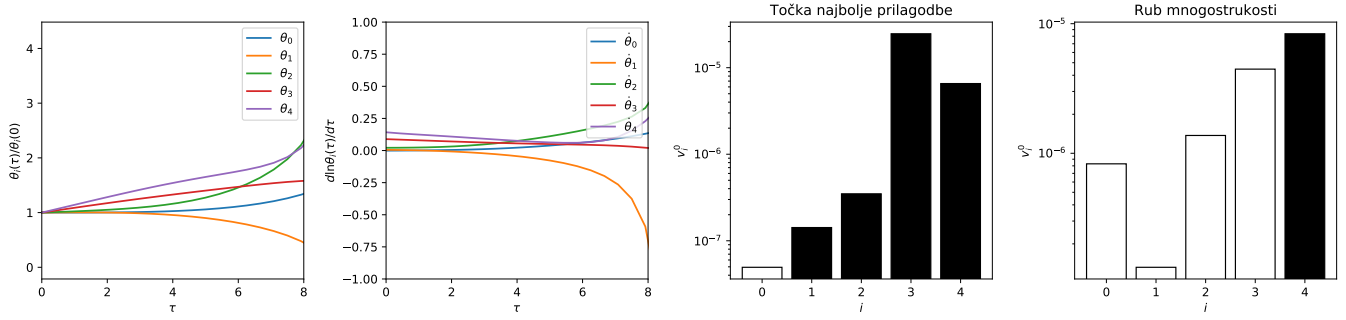 θ_i(τ)/θ_i(0)
4
3
2
1
0
θ_0
θ_1
θ_2
θ_3
θ_4
0 2 4 6 8
τ
dlnθ_i(τ)/dτ
1.00
0.75
0.50
0.25
0.00
−0.25
−0.50
−0.75
−1.00
θ̇_0
θ̇_1
θ̇_2
θ̇_3
θ̇_4
0 2 4 6 8
τ
Točka najbolje prilagodbe
v_i^0
10^−5
10^−6
10^−7
0 1 2 3 4
i
Rub mnogostrukosti
v_i^0
10^−5
10^−6
0 1 2 3 4
i